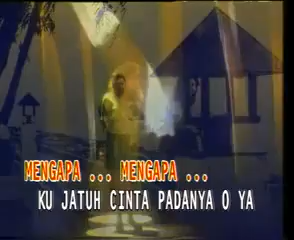 MENGAPA ... MENGAPA ...
KU JATUH CINTA PADANYA O YA